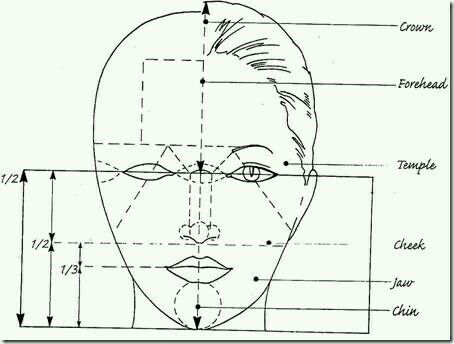 Crown
Forehead
Temple
1/2
1/2
Cheek
1/3
Jaw
Chin